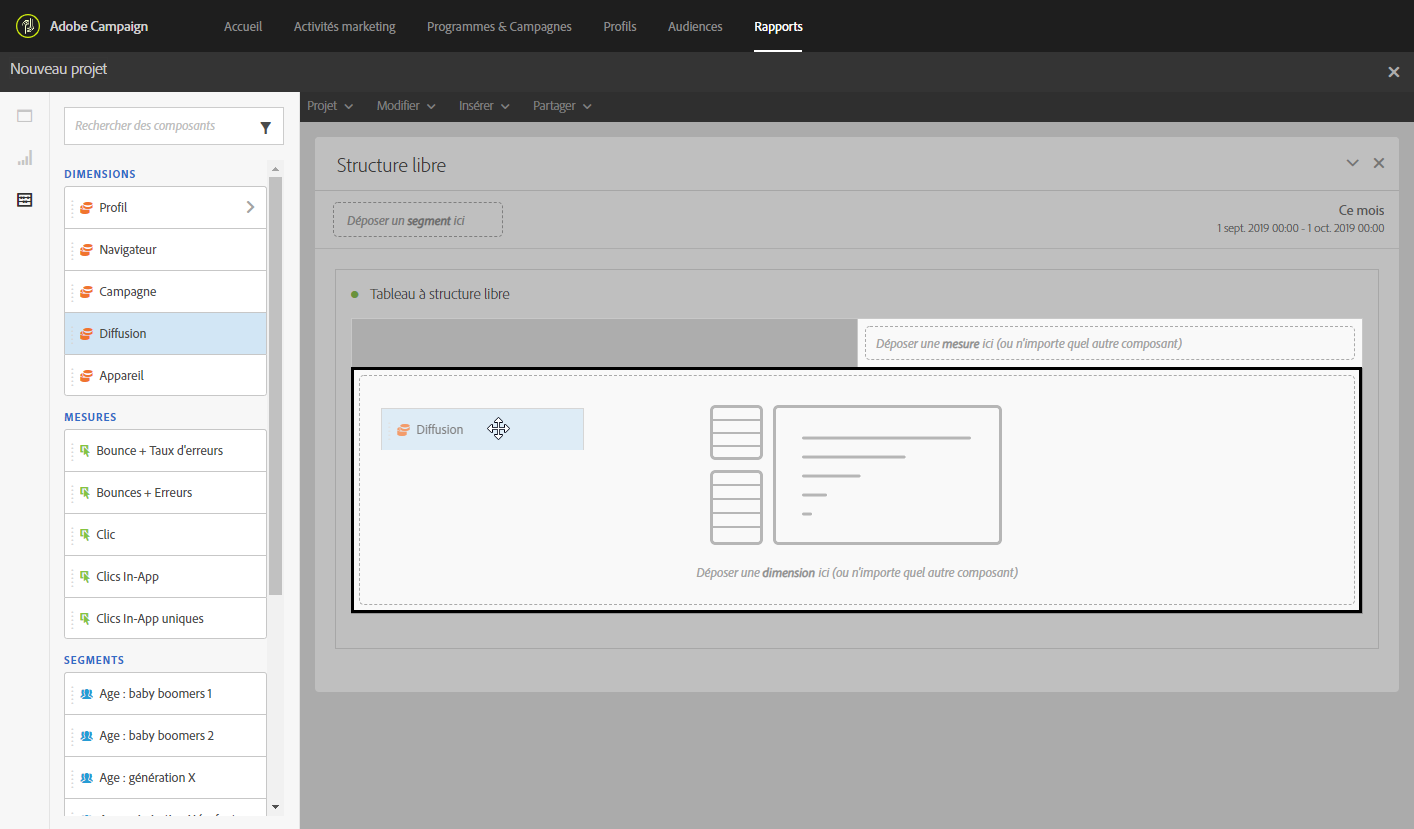 Adobe Campaign
Accueil
Activités marketing
Programmes & Campagnes
Profils
Audiences
Rapports
Nouveau projet
Projet
Modifier
Insérer
Partager
Rechercher des composants
DIMENSIONS
Profil
Navigateur
Campagne
Diffusion
Appareil
MESURES
Bounce + Taux d'erreurs
Bounces + Erreurs
Clic
Clics In-App
Clics In-App uniques
SEGMENTS
Age : baby boomers 1
Age : baby boomers 2
Age : génération X
Structure libre
Déposer un segment ici
Ce mois
1 sept. 2019 00:00 - 1 oct. 2019 00:00
Tableau à structure libre
Déposer une mesure ici (ou n'importe quel autre composant)
Diffusion
Déposer une dimension ici (ou n'importe quel autre composant)